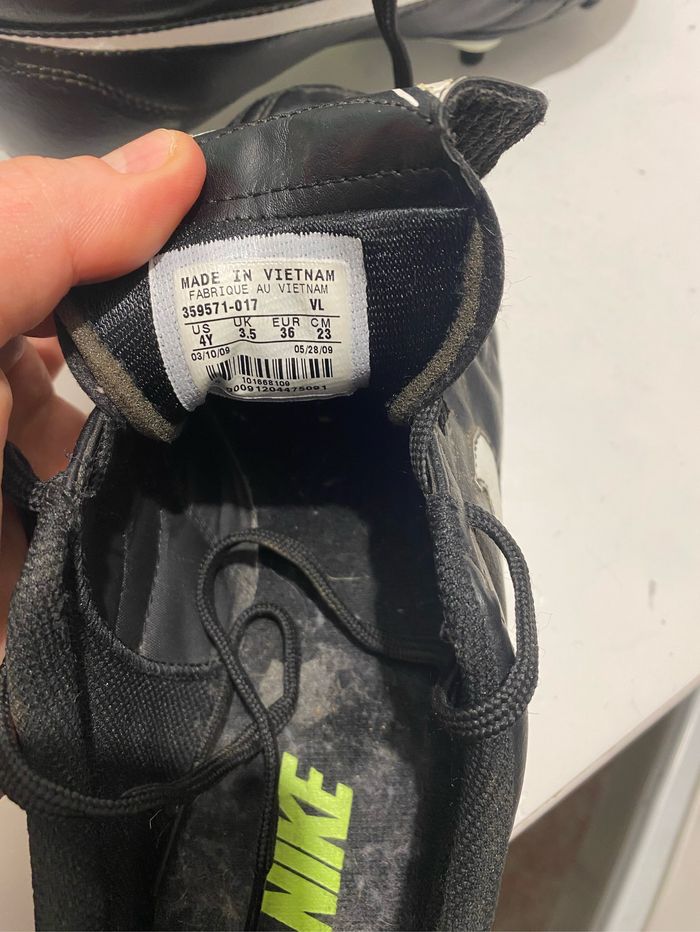 MADE IN VIETNAM
FABRIQUE AU VIETNAM
359571-017 VL
US UK EUR CM
4Y 3.5 36 23
03/10/09 05/28/09
101668109
NIKE